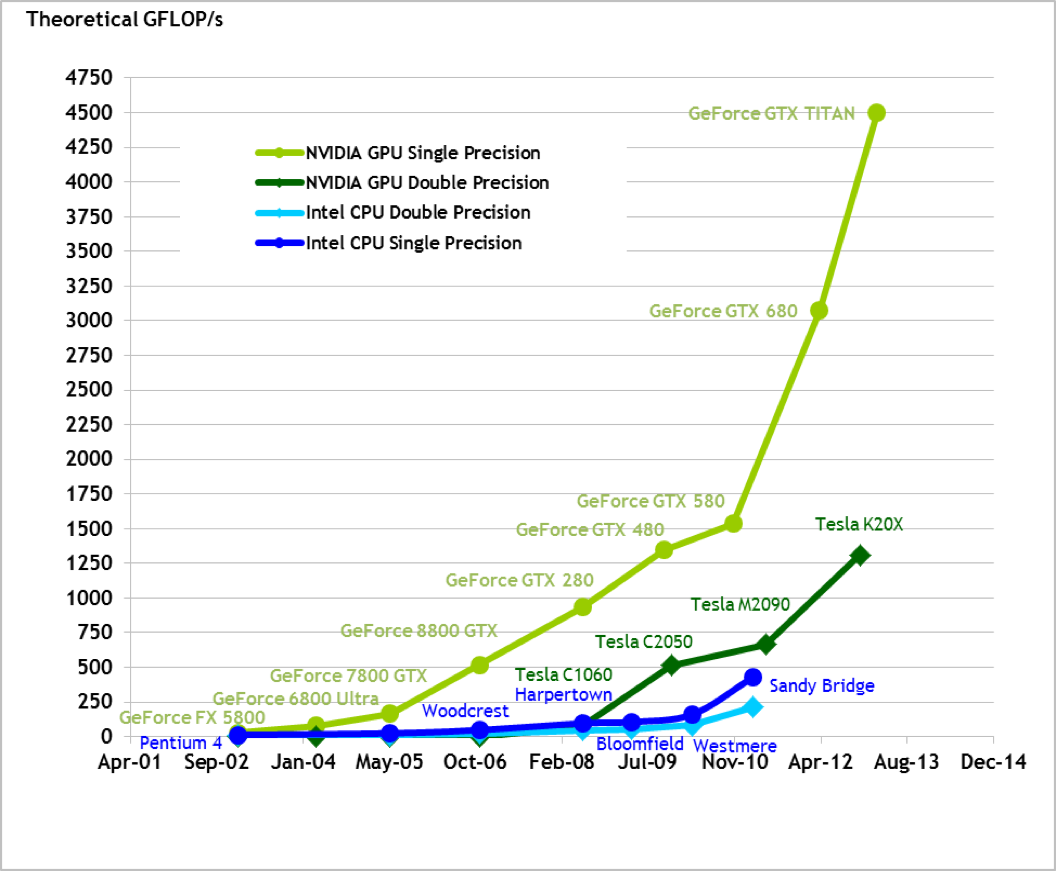 Theoretical GFLOP/s
4750
4500
4250
4000
3750
3500
3250
3000
2750
2500
2250
2000
1750
1500
1250
1000
750
500
250
0
Apr-01 Sep-02 Jan-04 May-05 Oct-06 Feb-08 Jul-09 Nov-10 Apr-12 Aug-13 Dec-14
NVIDIA GPU Single Precision
NVIDIA GPU Double Precision
Intel CPU Double Precision
Intel CPU Single Precision
GeForce GTX TITAN
GeForce GTX 680
GeForce GTX 580
GeForce GTX 480
GeForce GTX 280
GeForce 8800 GTX
GeForce 7800 GTX
GeForce 6800 Ultra
GeForce FX 5800
Tesla K20X
Tesla M2090
Tesla C2050
Tesla C1060
Harpertown
Woodcrest
Pentium 4
Bloomfield
Westmere
Sandy Bridge